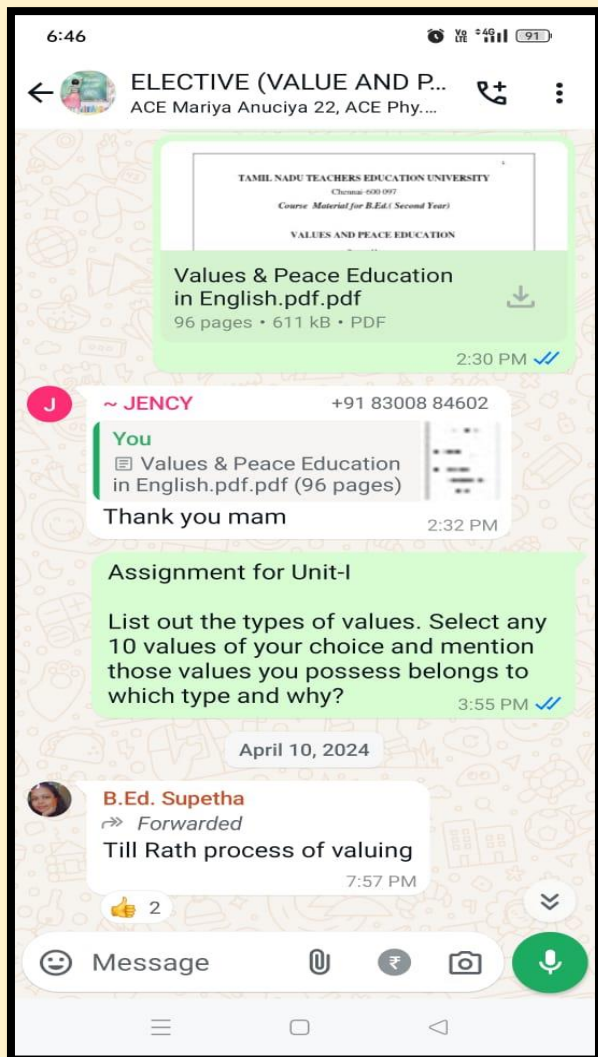 6:46
Vo LTE 4G 91
ELECTIVE (VALUE AND P...
ACE Mariya Anuciya 22, ACE Phy....
TAMIL NADU TEACHERS EDUCATION UNIVERSITY
Chennai-600 097
Course Material for B.Ed.( Second Year)
VALUES AND PEACE EDUCATION
Values & Peace Education
in English.pdf.pdf
96 pages • 611 kB • PDF
2:30 PM
J
~ JENCY +91 83008 84602
You
Values & Peace Education
in English.pdf.pdf (96 pages)
Thank you mam
2:32 PM
Assignment for Unit-I
List out the types of values. Select any
10 values of your choice and mention
those values you possess belongs to
which type and why?
3:55 PM
April 10, 2024
B.Ed. Supetha
Forwarded
Till Rath process of valuing
7:57 PM
👍 2
Message
₹